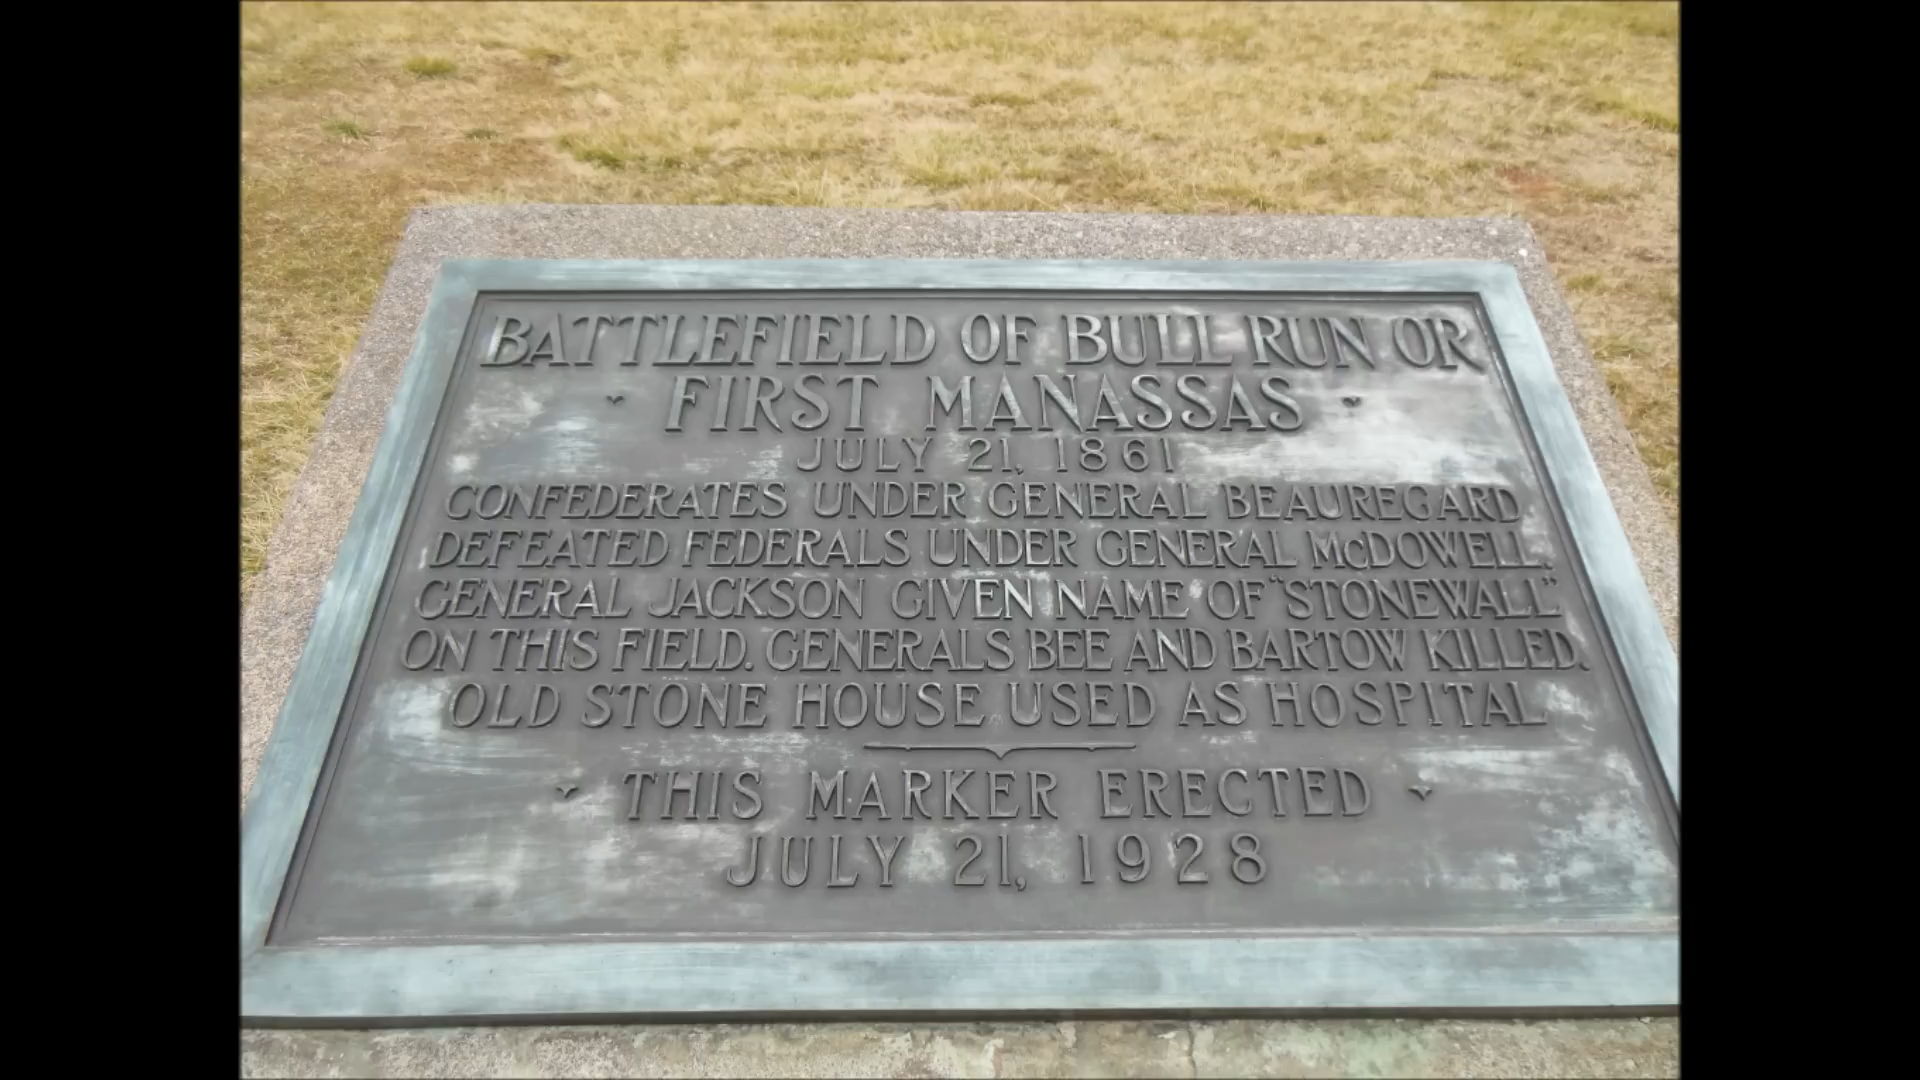 BATTLEFIELD OF BULL RUN OR
FIRST MANASSAS
JULY 21, 1861
CONFEDERATES UNDER GENERAL BEAUREGARD
DEFEATED FEDERALS UNDER GENERAL McDOWELL.
GENERAL JACKSON GIVEN NAME OF "STONEWALL"
ON THIS FIELD. GENERALS BEE AND BARTOW KILLED.
OLD STONE HOUSE USED AS HOSPITAL
THIS MARKER ERECTED
JULY 21, 1928